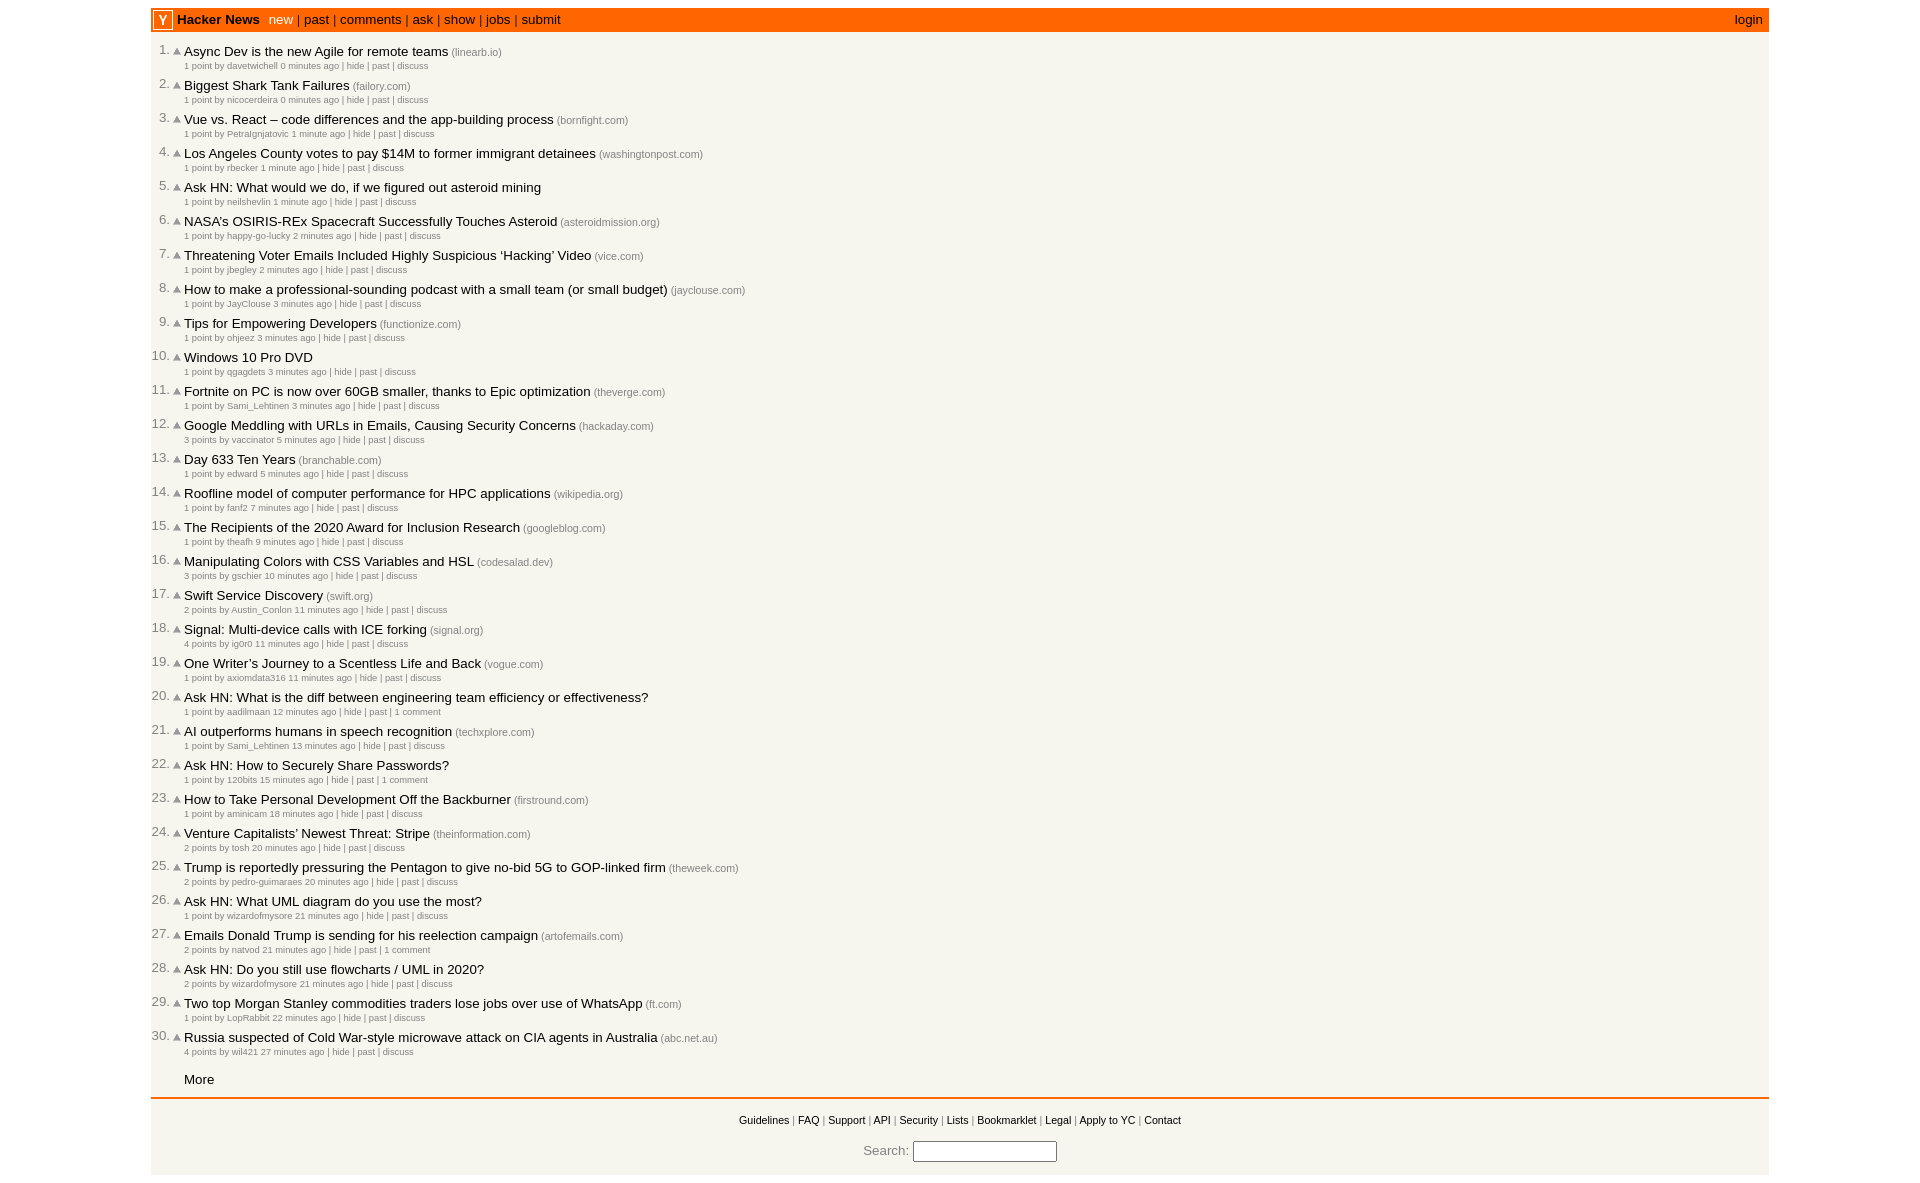 Y Hacker News new | past | comments | ask | show | jobs | submit login
1. Async Dev is the new Agile for remote teams (linearb.io)
1 point by davetwichell 0 minutes ago | hide | past | discuss
2. Biggest Shark Tank Failures (failory.com)
1 point by nicocerdeira 0 minutes ago | hide | past | discuss
3. Vue vs. React – code differences and the app-building process (bornfight.com)
1 point by PetraIgnjatovic 1 minute ago | hide | past | discuss
4. Los Angeles County votes to pay $14M to former immigrant detainees (washingtonpost.com)
1 point by rbecker 1 minute ago | hide | past | discuss
5. Ask HN: What would we do, if we figured out asteroid mining
1 point by neilshevlin 1 minute ago | hide | past | discuss
6. NASA’s OSIRIS-REx Spacecraft Successfully Touches Asteroid (asteroidmission.org)
1 point by happy-go-lucky 2 minutes ago | hide | past | discuss
7. Threatening Voter Emails Included Highly Suspicious ‘Hacking’ Video (vice.com)
1 point by jbegley 2 minutes ago | hide | past | discuss
8. How to make a professional-sounding podcast with a small team (or small budget) (jayclouse.com)
1 point by JayClouse 3 minutes ago | hide | past | discuss
9. Tips for Empowering Developers (functionize.com)
1 point by ohjeez 3 minutes ago | hide | past | discuss
10. Windows 10 Pro DVD
1 point by qgagdets 3 minutes ago | hide | past | discuss
11. Fortnite on PC is now over 60GB smaller, thanks to Epic optimization (theverge.com)
1 point by Sami_Lehtinen 3 minutes ago | hide | past | discuss
12. Google Meddling with URLs in Emails, Causing Security Concerns (hackaday.com)
3 points by vaccinator 5 minutes ago | hide | past | discuss
13. Day 633 Ten Years (branchable.com)
1 point by edward 5 minutes ago | hide | past | discuss
14. Roofline model of computer performance for HPC applications (wikipedia.org)
1 point by fanf2 7 minutes ago | hide | past | discuss
15. The Recipients of the 2020 Award for Inclusion Research (googleblog.com)
1 point by theafh 9 minutes ago | hide | past | discuss
16. Manipulating Colors with CSS Variables and HSL (codesalad.dev)
3 points by gschier 10 minutes ago | hide | past | discuss
17. Swift Service Discovery (swift.org)
2 points by Austin_Conlon 11 minutes ago | hide | past | discuss
18. Signal: Multi-device calls with ICE forking (signal.org)
4 points by ig0r0 11 minutes ago | hide | past | discuss
19. One Writer’s Journey to a Scentless Life and Back (vogue.com)
1 point by axiomdata316 11 minutes ago | hide | past | discuss
20. Ask HN: What is the diff between engineering team efficiency or effectiveness?
1 point by aadilmaan 12 minutes ago | hide | past | 1 comment
21. AI outperforms humans in speech recognition (techxplore.com)
1 point by Sami_Lehtinen 13 minutes ago | hide | past | discuss
22. Ask HN: How to Securely Share Passwords?
1 point by 120bits 15 minutes ago | hide | past | 1 comment
23. How to Take Personal Development Off the Backburner (firstround.com)
1 point by aminicam 18 minutes ago | hide | past | discuss
24. Venture Capitalists’ Newest Threat: Stripe (theinformation.com)
2 points by tosh 20 minutes ago | hide | past | discuss
25. Trump is reportedly pressuring the Pentagon to give no-bid 5G to GOP-linked firm (theweek.com)
2 points by pedro-guimaraes 20 minutes ago | hide | past | discuss
26. Ask HN: What UML diagram do you use the most?
1 point by wizardofmysore 21 minutes ago | hide | past | discuss
27. Emails Donald Trump is sending for his reelection campaign (artofemails.com)
2 points by natvod 21 minutes ago | hide | past | 1 comment
28. Ask HN: Do you still use flowcharts / UML in 2020?
2 points by wizardofmysore 21 minutes ago | hide | past | discuss
29. Two top Morgan Stanley commodities traders lose jobs over use of WhatsApp (ft.com)
1 point by LopRabbit 22 minutes ago | hide | past | discuss
30. Russia suspected of Cold War-style microwave attack on CIA agents in Australia (abc.net.au)
4 points by wil421 27 minutes ago | hide | past | discuss
More
Guidelines | FAQ | Support | API | Security | Lists | Bookmarklet | Legal | Apply to YC | Contact
Search: